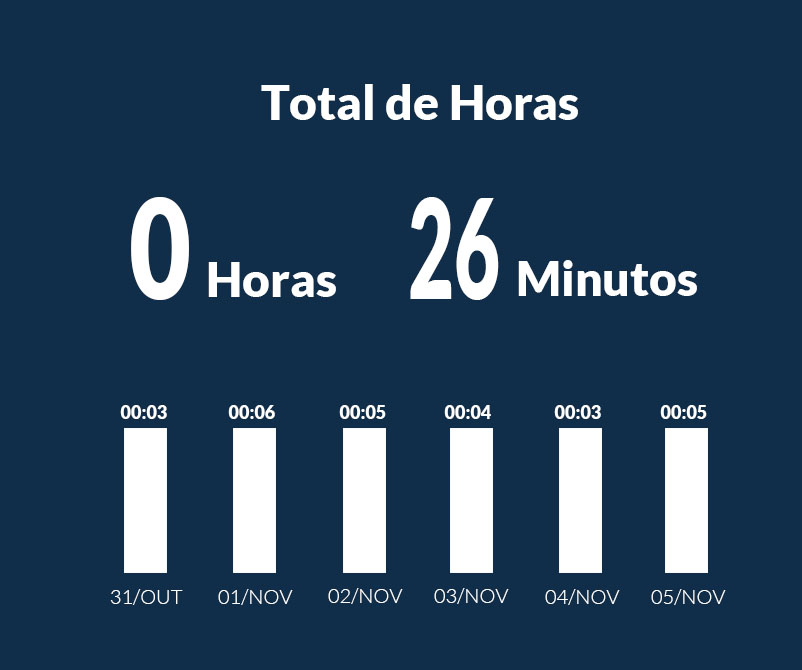 Total de Horas
0 Horas 26 Minutos
00:03 00:06 00:05 00:04 00:03 00:05
31/OUT 01/NOV 02/NOV 03/NOV 04/NOV 05/NOV